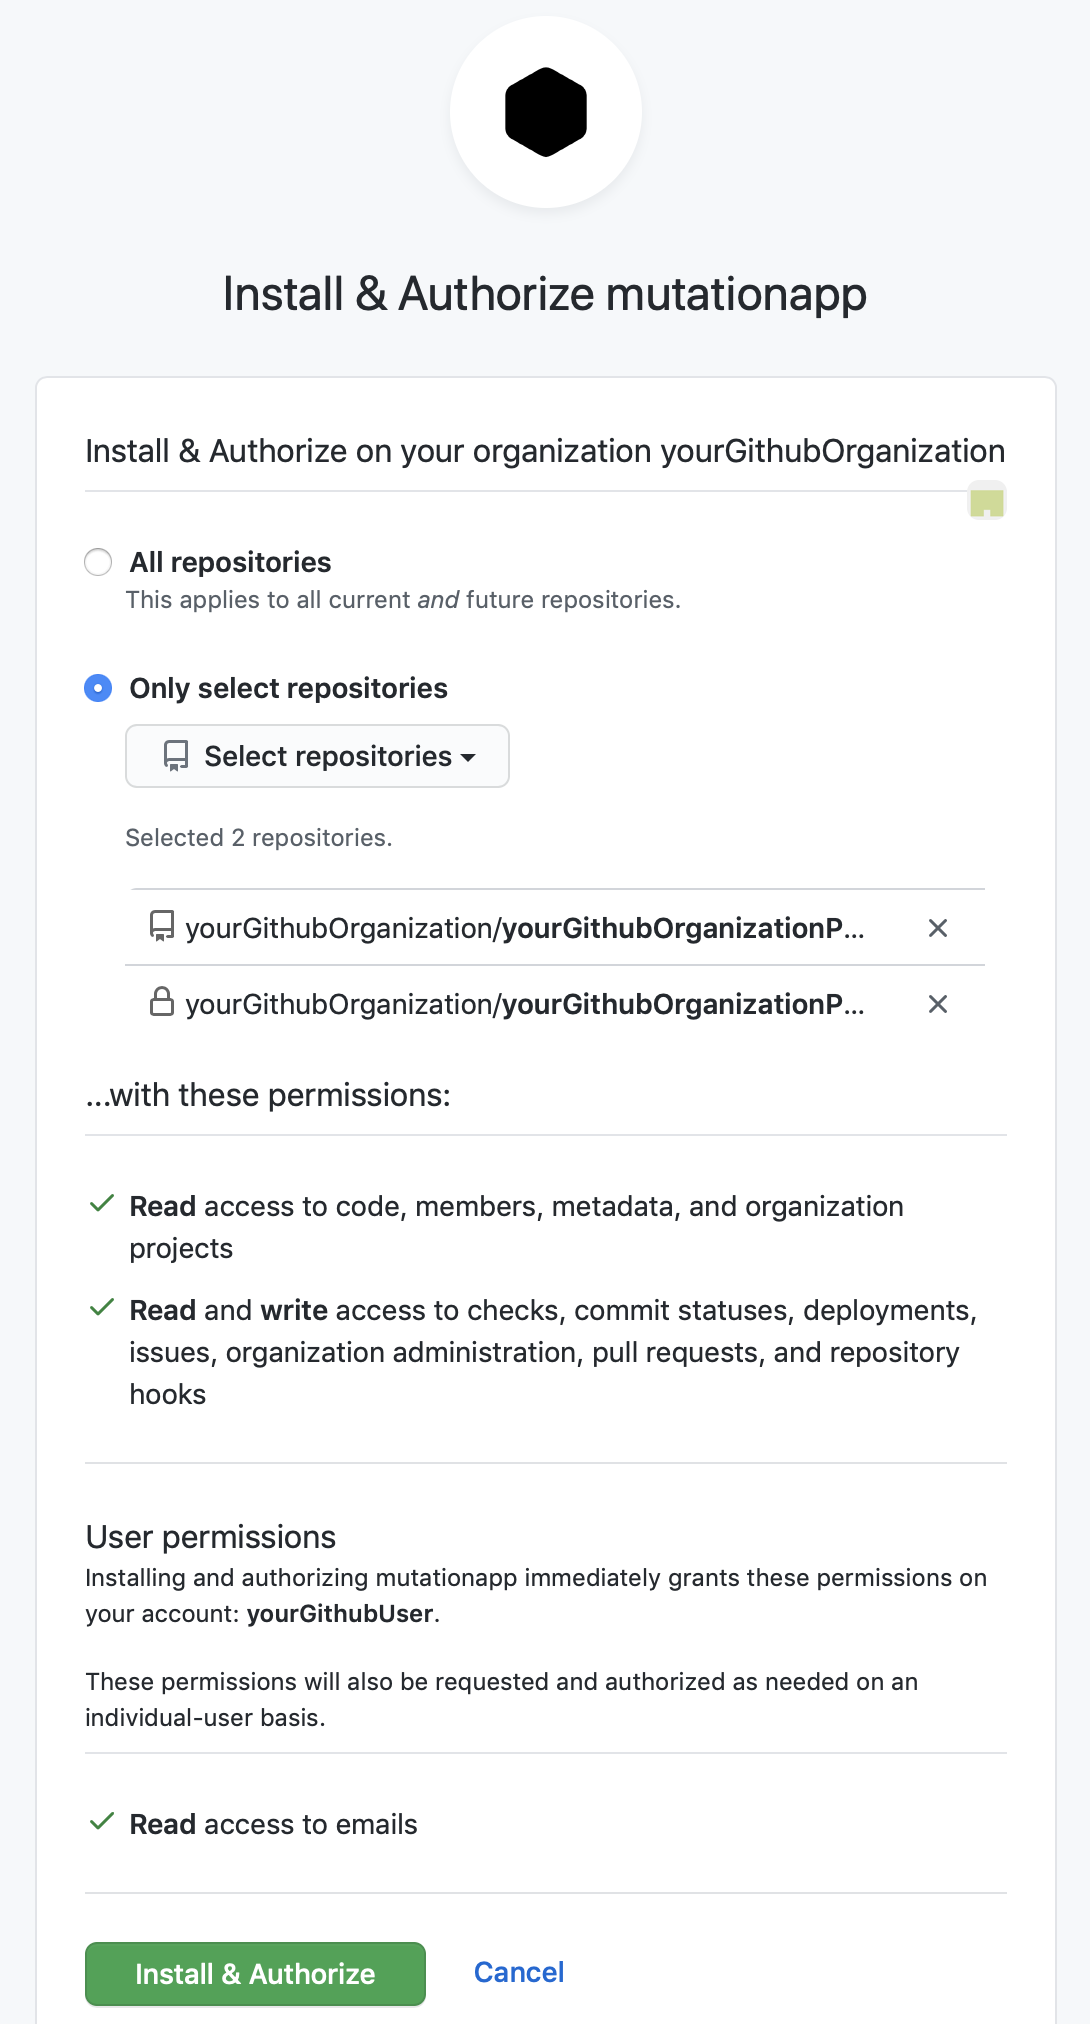 Install & Authorize mutationapp
Install & Authorize on your organization yourGithubOrganization
All repositories
This applies to all current and future repositories.
Only select repositories
Select repositories
Selected 2 repositories.
yourGithubOrganization/yourGithubOrganizationP...
yourGithubOrganization/yourGithubOrganizationP...
...with these permissions:
Read access to code, members, metadata, and organization
projects
Read and write access to checks, commit statuses, deployments,
issues, organization administration, pull requests, and repository
hooks
User permissions
Installing and authorizing mutationapp immediately grants these permissions on
your account: yourGithubUser.
These permissions will also be requested and authorized as needed on an
individual-user basis.
Read access to emails
Install & Authorize
Cancel